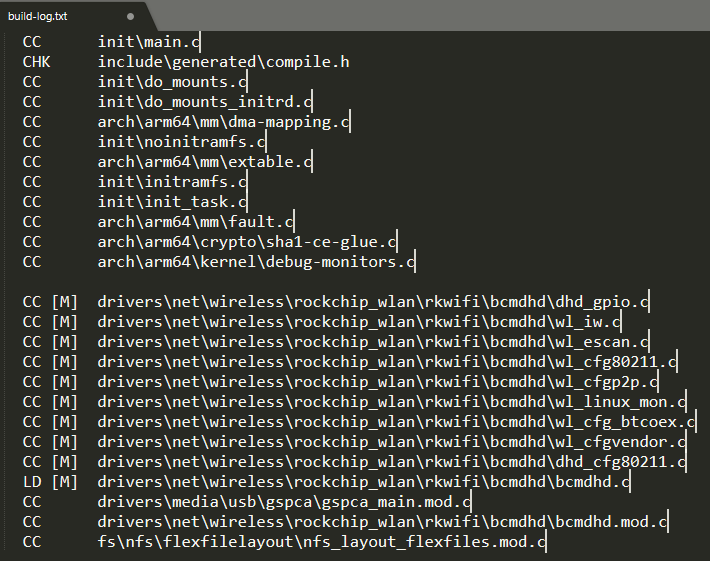 build-log.txt
CC init\main.c
CHK include\generated\compile.h
CC init\do_mounts.c
CC init\do_mounts_initrd.c
CC arch\arm64\mm\dma-mapping.c
CC init\noinitramfs.c
CC arch\arm64\mm\extable.c
CC init\initramfs.c
CC init\init_task.c
CC arch\arm64\mm\fault.c
CC arch\arm64\crypto\sha1-ce-glue.c
CC arch\arm64\kernel\debug-monitors.c
CC [M] drivers\net\wireless\rockchip_wlan\rkwifi\bcmdhd\dhd_gpio.c
CC [M] drivers\net\wireless\rockchip_wlan\rkwifi\bcmdhd\wl_iw.c
CC [M] drivers\net\wireless\rockchip_wlan\rkwifi\bcmdhd\wl_escan.c
CC [M] drivers\net\wireless\rockchip_wlan\rkwifi\bcmdhd\wl_cfg80211.c
CC [M] drivers\net\wireless\rockchip_wlan\rkwifi\bcmdhd\wl_cfgp2p.c
CC [M] drivers\net\wireless\rockchip_wlan\rkwifi\bcmdhd\wl_linux_mon.c
CC [M] drivers\net\wireless\rockchip_wlan\rkwifi\bcmdhd\wl_cfg_btcoex.c
CC [M] drivers\net\wireless\rockchip_wlan\rkwifi\bcmdhd\wl_cfgvendor.c
CC [M] drivers\net\wireless\rockchip_wlan\rkwifi\bcmdhd\dhd_cfg80211.c
LD [M] drivers\net\wireless\rockchip_wlan\rkwifi\bcmdhd\bcmdhd.c
CC drivers\media\usb\gspca\gspca_main.mod.c
CC drivers\net\wireless\rockchip_wlan\rkwifi\bcmdhd\bcmdhd.mod.c
CC fs\nfs\flexfilelayout\nfs_layout_flexfiles.mod.c